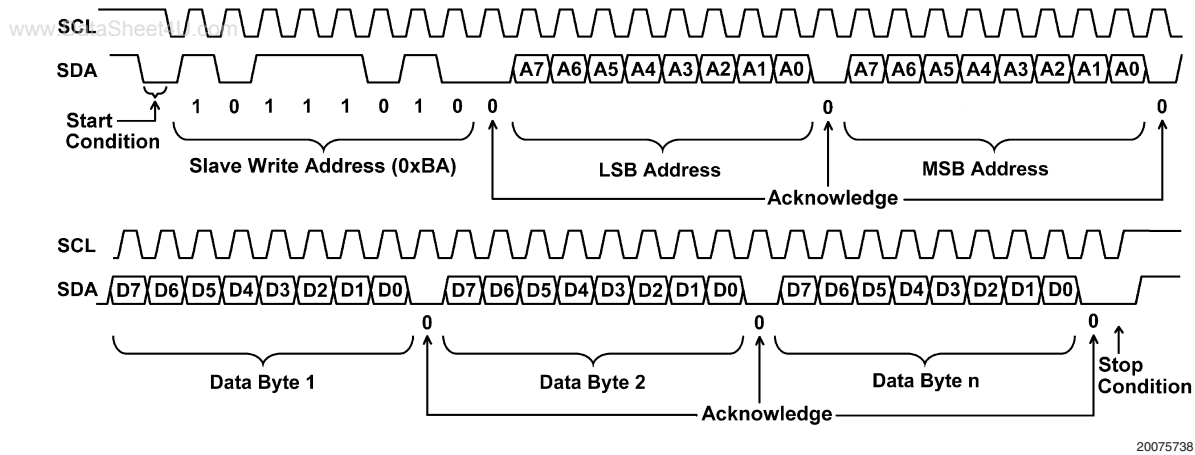 www.DataSheet4U.com
SCL
SDA A7 A6 A5 A4 A3 A2 A1 A0 A7 A6 A5 A4 A3 A2 A1 A0
1 0 1 1 1 0 1 0 0 0 0
Start
Condition
Slave Write Address (0xBA)
LSB Address
MSB Address
Acknowledge
SCL
SDA D7 D6 D5 D4 D3 D2 D1 D0 D7 D6 D5 D4 D3 D2 D1 D0 D7 D6 D5 D4 D3 D2 D1 D0
0 0 0
Data Byte 1
Data Byte 2
Data Byte n
Stop
Condition
Acknowledge
20075738